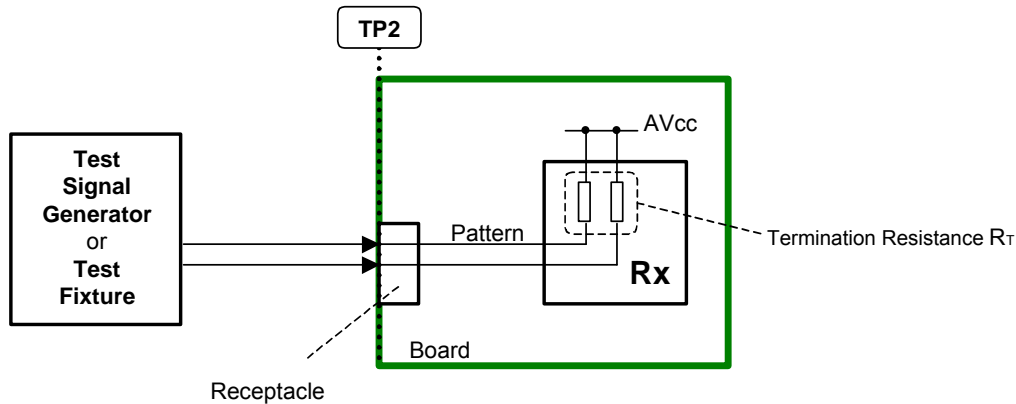 TP2
AVcc
Test
Signal
Generator
or
Test
Fixture
Pattern
Termination Resistance RT
Rx
Board
Receptacle